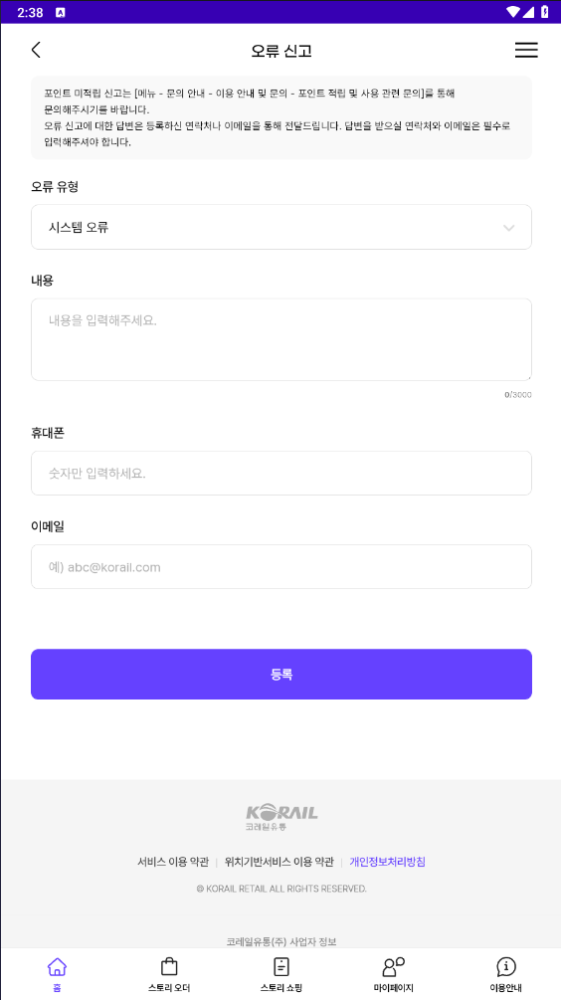 2:38
오류 신고
포인트 미적립 신고는 [메뉴 - 문의 안내 - 이용 안내 및 문의 - 포인트 적립 및 사용 관련 문의]를 통해
문의해주시기를 바랍니다.
오류 신고에 대한 답변은 등록하신 연락처나 이메일을 통해 전달드립니다. 답변을 받으실 연락처와 이메일은 필수로
입력해주셔야 합니다.
오류 유형
시스템 오류
내용
내용을 입력해주세요.
0/3000
휴대폰
숫자만 입력하세요.
이메일
예) abc@korail.com
등록
KORAIL
코레일유통
서비스 이용 약관 | 위치기반서비스 이용 약관 | 개인정보처리방침
© KORAIL RETAIL ALL RIGHTS RESERVED.
코레일유통(주) 사업자 정보
홈 스토리 오더 스토리 쇼핑 마이페이지 이용안내